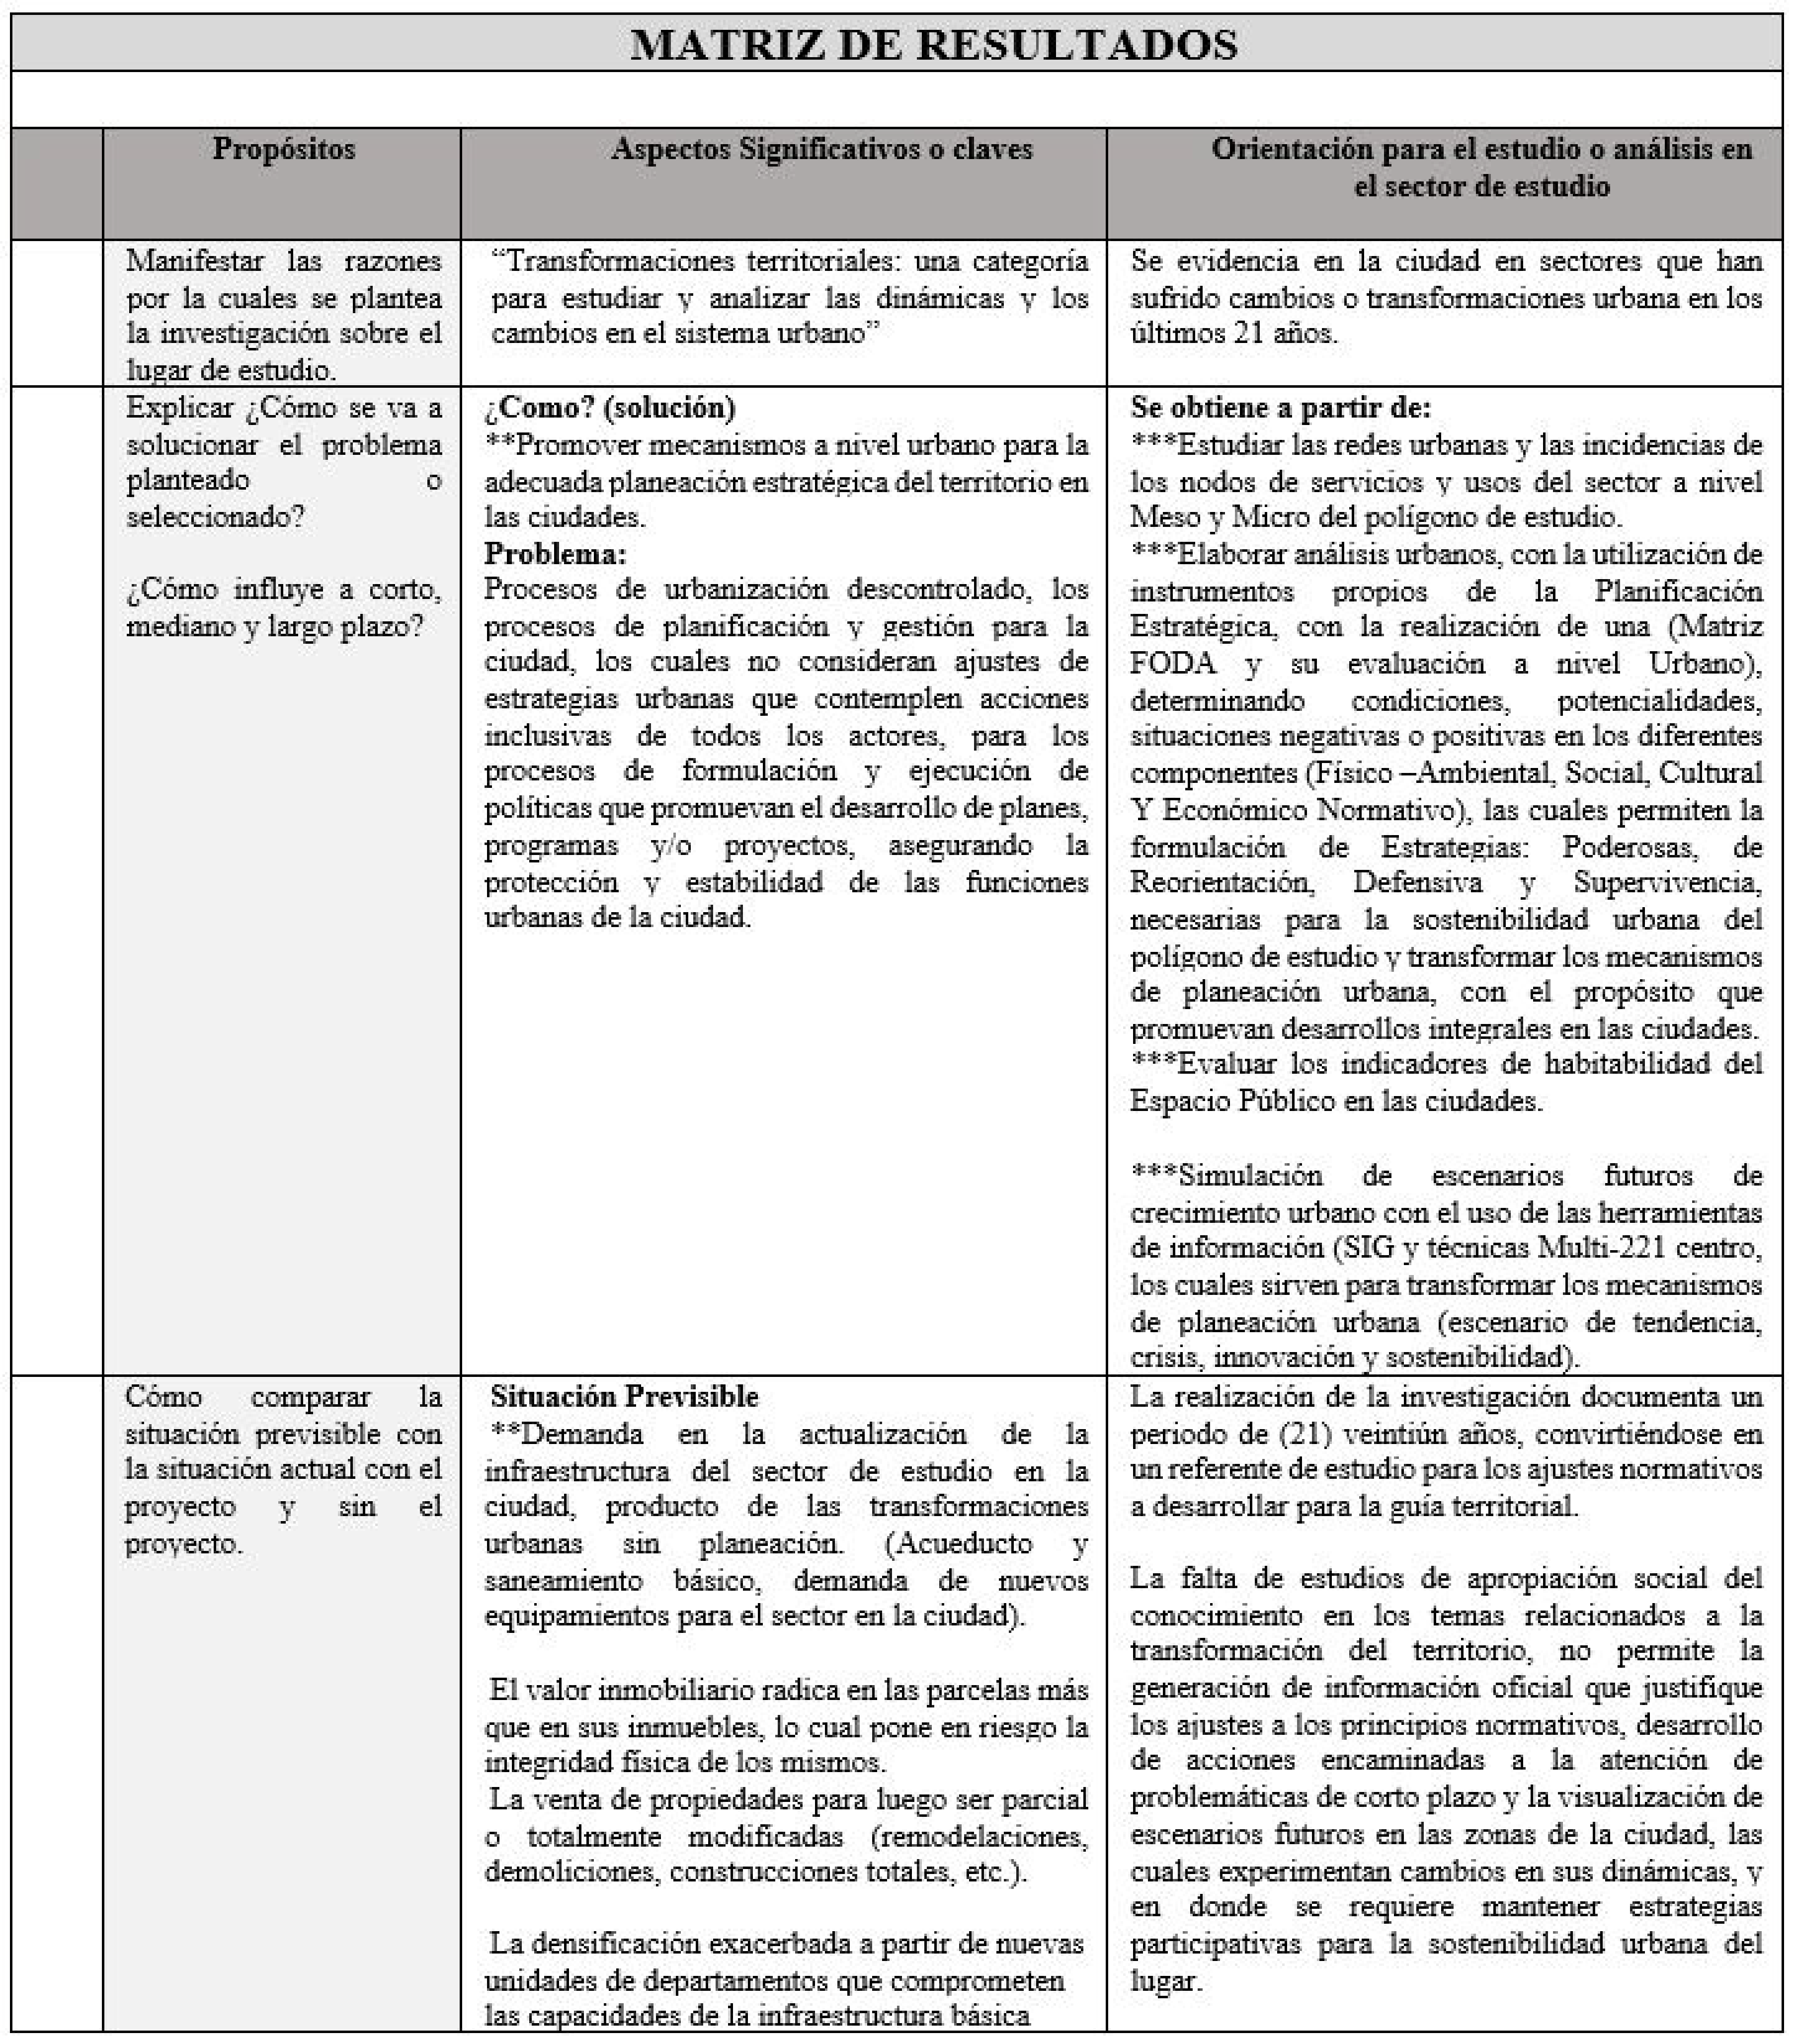 MATRIZ DE RESULTADOS
Propósitos
Aspectos Significativos o claves
Orientación para el estudio o análisis en
el sector de estudio
Manifestar las razones
por la cuales se plantea
la investigación sobre el
lugar de estudio.
“Transformaciones territoriales: una categoría
para estudiar y analizar las dinámicas y los
cambios en el sistema urbano”
Se evidencia en la ciudad en sectores que han
sufrido cambios o transformaciones urbana en los
últimos 21 años.
Explicar ¿Cómo se va a
solucionar el problema
planteado o
seleccionado?
¿Cómo influye a corto,
mediano y largo plazo?
¿Como? (solución)
**Promover mecanismos a nivel urbano para la
adecuada planeación estratégica del territorio en
las ciudades.
Problema:
Procesos de urbanización descontrolado, los
procesos de planificación y gestión para la
ciudad, los cuales no consideran ajustes de
estrategias urbanas que contemplen acciones
inclusivas de todos los actores, para los
procesos de formulación y ejecución de
políticas que promuevan el desarrollo de planes,
programas y/o proyectos, asegurando la
protección y estabilidad de las funciones
urbanas de la ciudad.
Se obtiene a partir de:
***Estudiar las redes urbanas y las incidencias de
los nodos de servicios y usos del sector a nivel
Meso y Micro del polígono de estudio.
***Elaborar análisis urbanos, con la utilización de
instrumentos propios de la Planificación
Estratégica, con la realización de una (Matriz
FODA y su evaluación a nivel Urbano),
determinando condiciones, potencialidades,
situaciones negativas o positivas en los diferentes
componentes (Físico –Ambiental, Social, Cultural
Y Económico Normativo), las cuales permiten la
formulación de Estrategias: Poderosas, de
Reorientación, Defensiva y Supervivencia,
necesarias para la sostenibilidad urbana del
polígono de estudio y transformar los mecanismos
de planeación urbana, con el propósito que
promuevan desarrollos integrales en las ciudades.
***Evaluar los indicadores de habitabilidad del
Espacio Público en las ciudades.
***Simulación de escenarios futuros de
crecimiento urbano con el uso de las herramientas
de información (SIG y técnicas Multi-221 centro,
los cuales sirven para transformar los mecanismos
de planeación urbana (escenario de tendencia,
crisis, innovación y sostenibilidad).
Cómo comparar la
situación previsible con
la situación actual con el
proyecto y sin el
proyecto.
Situación Previsible
**Demanda en la actualización de la
infraestructura del sector de estudio en la
ciudad, producto de las transformaciones
urbanas sin planeación. (Acueducto y
saneamiento básico, demanda de nuevos
equipamientos para el sector en la ciudad).
El valor inmobiliario radica en las parcelas más
que en sus inmuebles, lo cual pone en riesgo la
integridad física de los mismos.
La venta de propiedades para luego ser parcial
o totalmente modificadas (remodelaciones,
demoliciones, construcciones totales, etc.).
La densificación exacerbada a partir de nuevas
unidades de departamentos que comprometen
las capacidades de la infraestructura básica
La realización de la investigación documenta un
periodo de (21) veintiún años, convirtiéndose en
un referente de estudio para los ajustes normativos
a desarrollar para la guía territorial.
La falta de estudios de apropiación social del
conocimiento en los temas relacionados a la
transformación del territorio, no permite la
generación de información oficial que justifique
los ajustes a los principios normativos, desarrollo
de acciones encaminadas a la atención de
problemáticas de corto plazo y la visualización de
escenarios futuros en las zonas de la ciudad, las
cuales experimentan cambios en sus dinámicas, y
en donde se requiere mantener estrategias
participativas para la sostenibilidad urbana del
lugar.